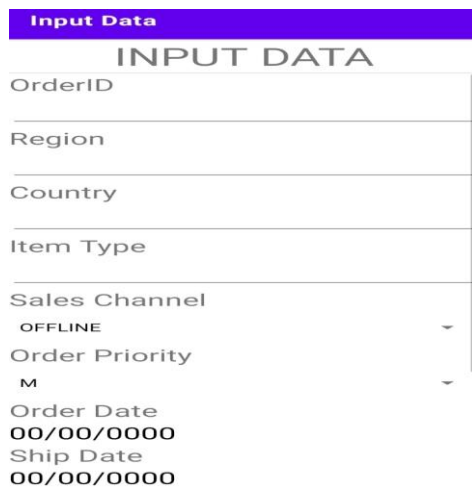 Input Data
INPUT DATA
OrderID
Region
Country
Item Type
Sales Channel
OFFLINE
Order Priority
M
Order Date
00/00/0000
Ship Date
00/00/0000